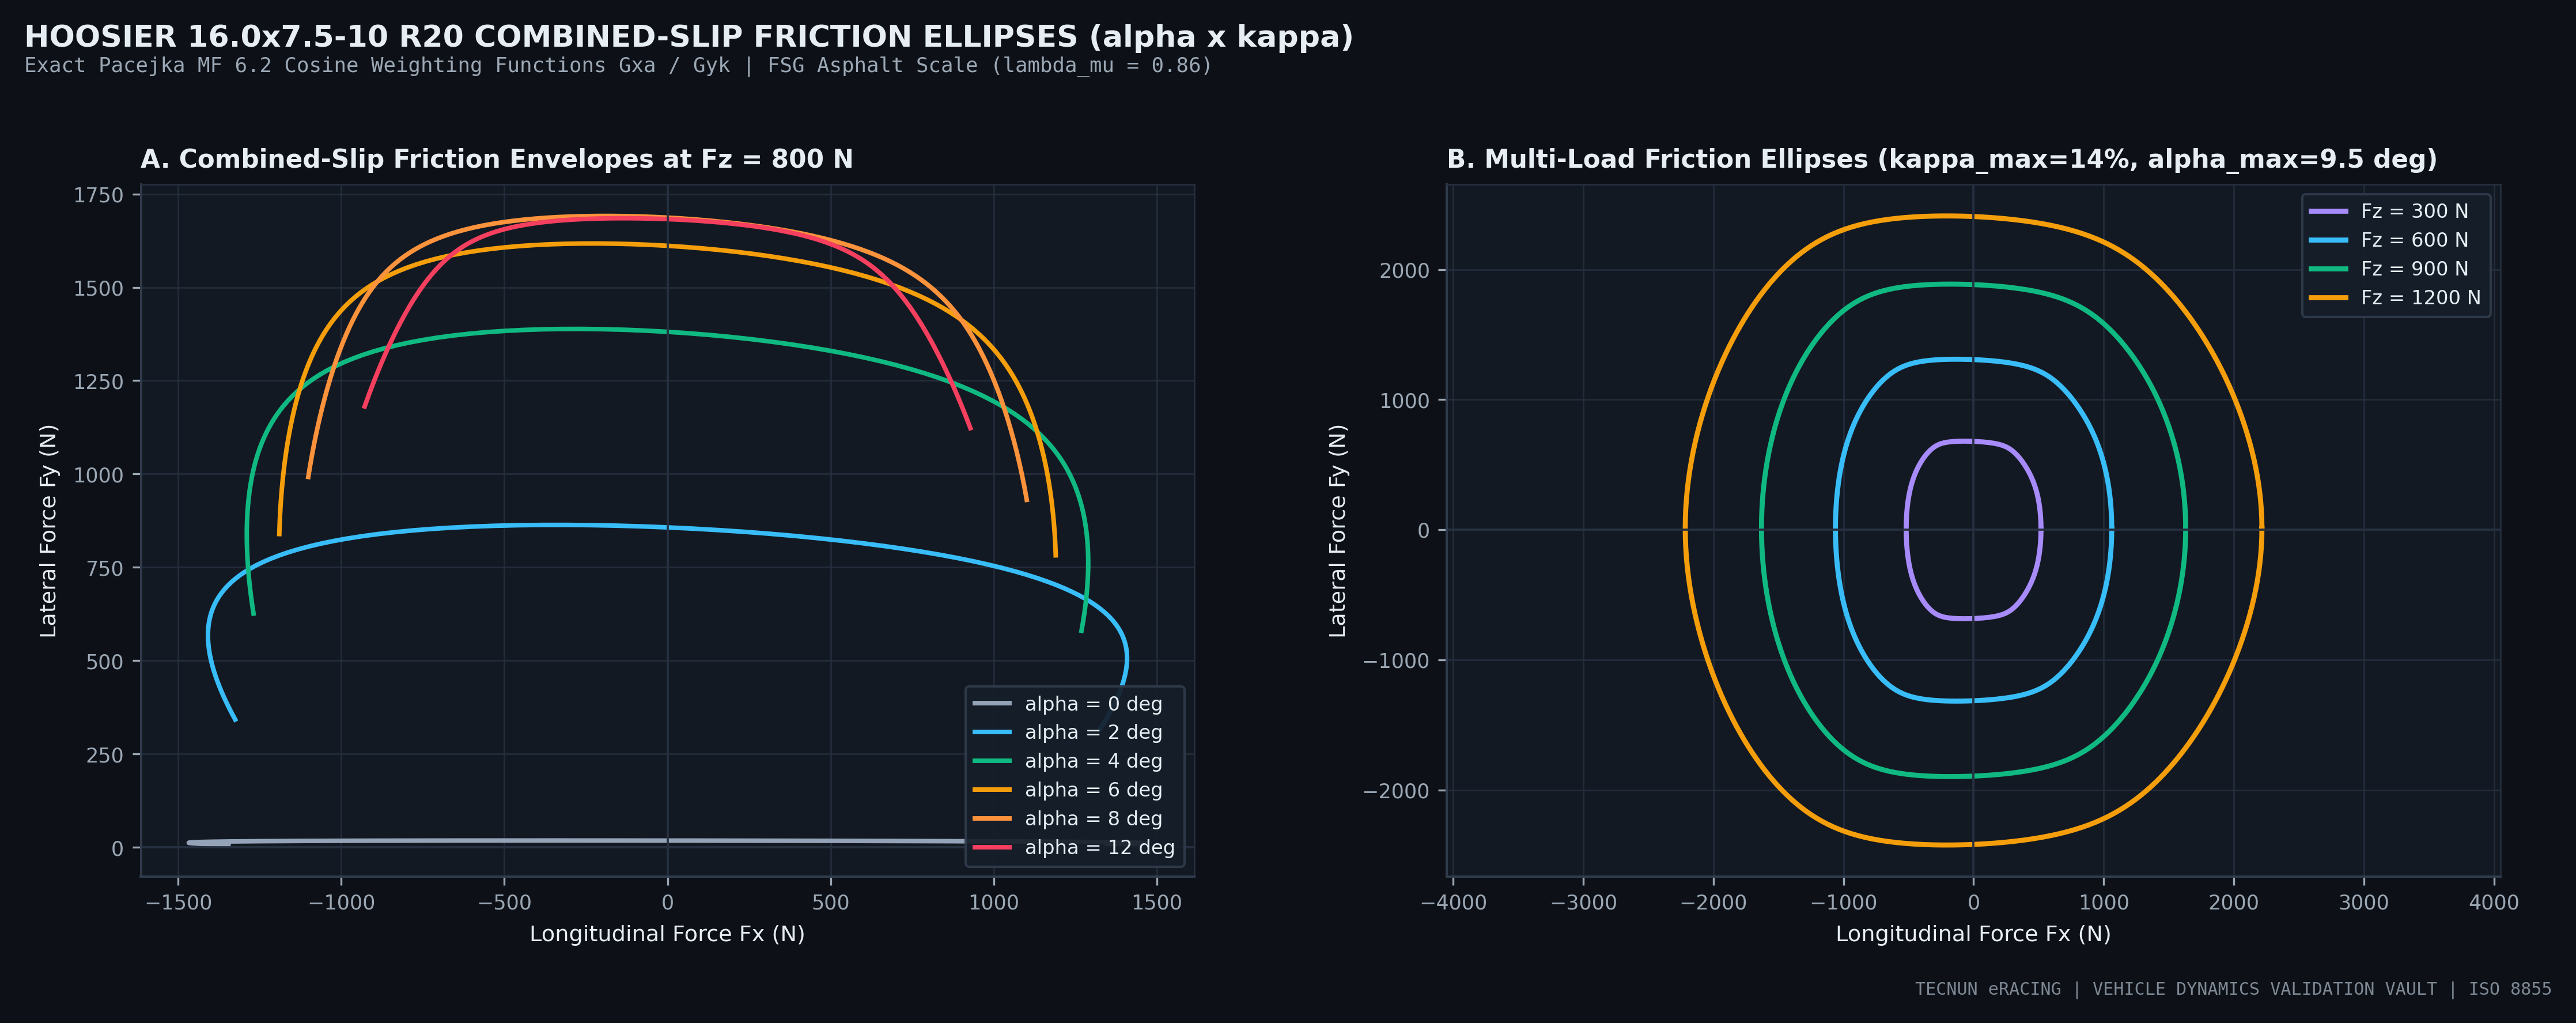 HOOSIER 16.0x7.5-10 R20 COMBINED-SLIP FRICTION ELLIPSES (alpha x kappa)
Exact Pacejka MF 6.2 Cosine Weighting Functions Gxa / Gyk | FSG Asphalt Scale (lambda_mu = 0.86)
A. Combined-Slip Friction Envelopes at Fz = 800 N
1750
1500
1250
1000
750
500
250
0
Lateral Force Fy (N)
−1500
−1000
−500
0
500
1000
1500
Longitudinal Force Fx (N)
alpha = 0 deg
alpha = 2 deg
alpha = 4 deg
alpha = 6 deg
alpha = 8 deg
alpha = 12 deg
B. Multi-Load Friction Ellipses (kappa_max=14%, alpha_max=9.5 deg)
2000
1000
0
−1000
−2000
Lateral Force Fy (N)
−4000
−3000
−2000
−1000
0
1000
2000
3000
4000
Longitudinal Force Fx (N)
Fz = 300 N
Fz = 600 N
Fz = 900 N
Fz = 1200 N
TECNUN eRACING | VEHICLE DYNAMICS VALIDATION VAULT | ISO 8855